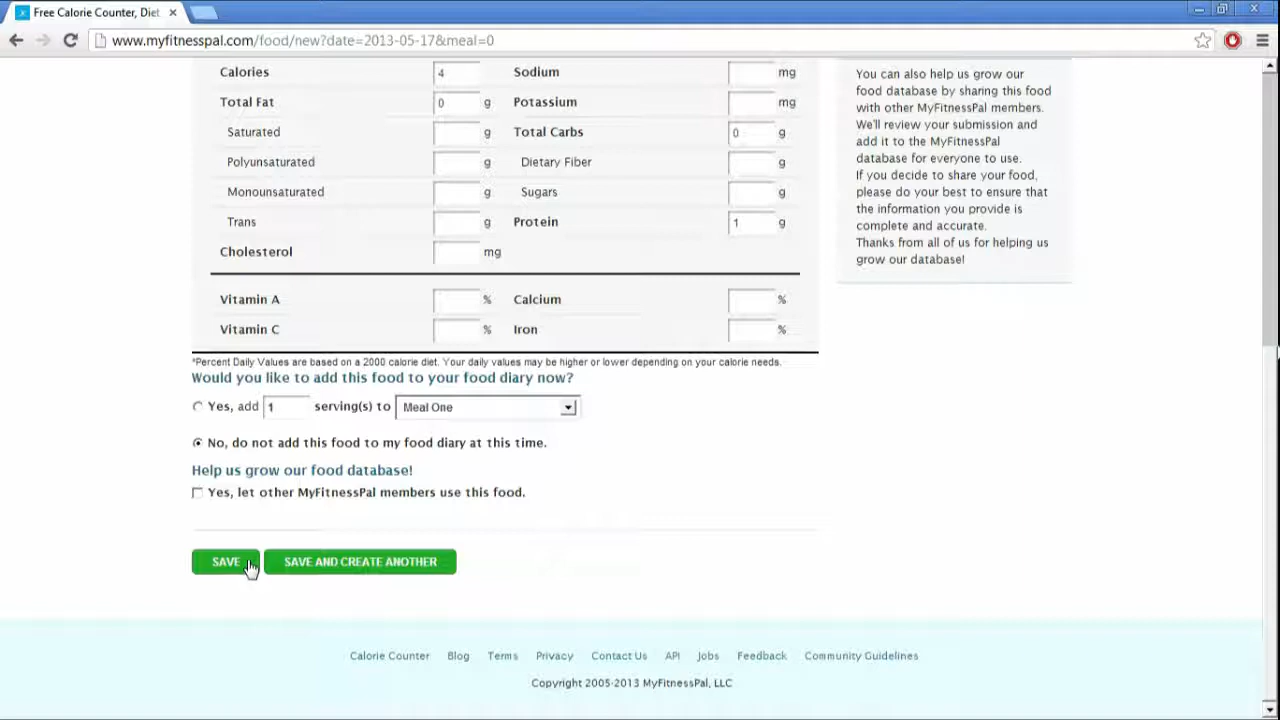 Free Calorie Counter, Diet
www.myfitnesspal.com/food/new?date=2013-05-17&meal=0
Calories 4 Sodium mg
Total Fat 0 g Potassium mg
Saturated g Total Carbs 0 g
Polyunsaturated g Dietary Fiber g
Monounsaturated g Sugars g
Trans g Protein 1 g
Cholesterol mg
Vitamin A % Calcium %
Vitamin C % Iron %
*Percent Daily Values are based on a 2000 calorie diet. Your daily values may be higher or lower depending on your calorie needs.
Would you like to add this food to your food diary now?
Yes, add 1 serving(s) to Meal One
No, do not add this food to my food diary at this time.
Help us grow our food database!
Yes, let other MyFitnessPal members use this food.
SAVE SAVE AND CREATE ANOTHER
You can also help us grow our
food database by sharing this food
with other MyFitnessPal members.
We'll review your submission and
add it to the MyFitnessPal
database for everyone to use.
If you decide to share your food,
please do your best to ensure that
the information you provide is
complete and accurate.
Thanks from all of us for helping us
grow our database!
Calorie Counter Blog Terms Privacy Contact Us API Jobs Feedback Community Guidelines
Copyright 2005-2013 MyFitnessPal, LLC